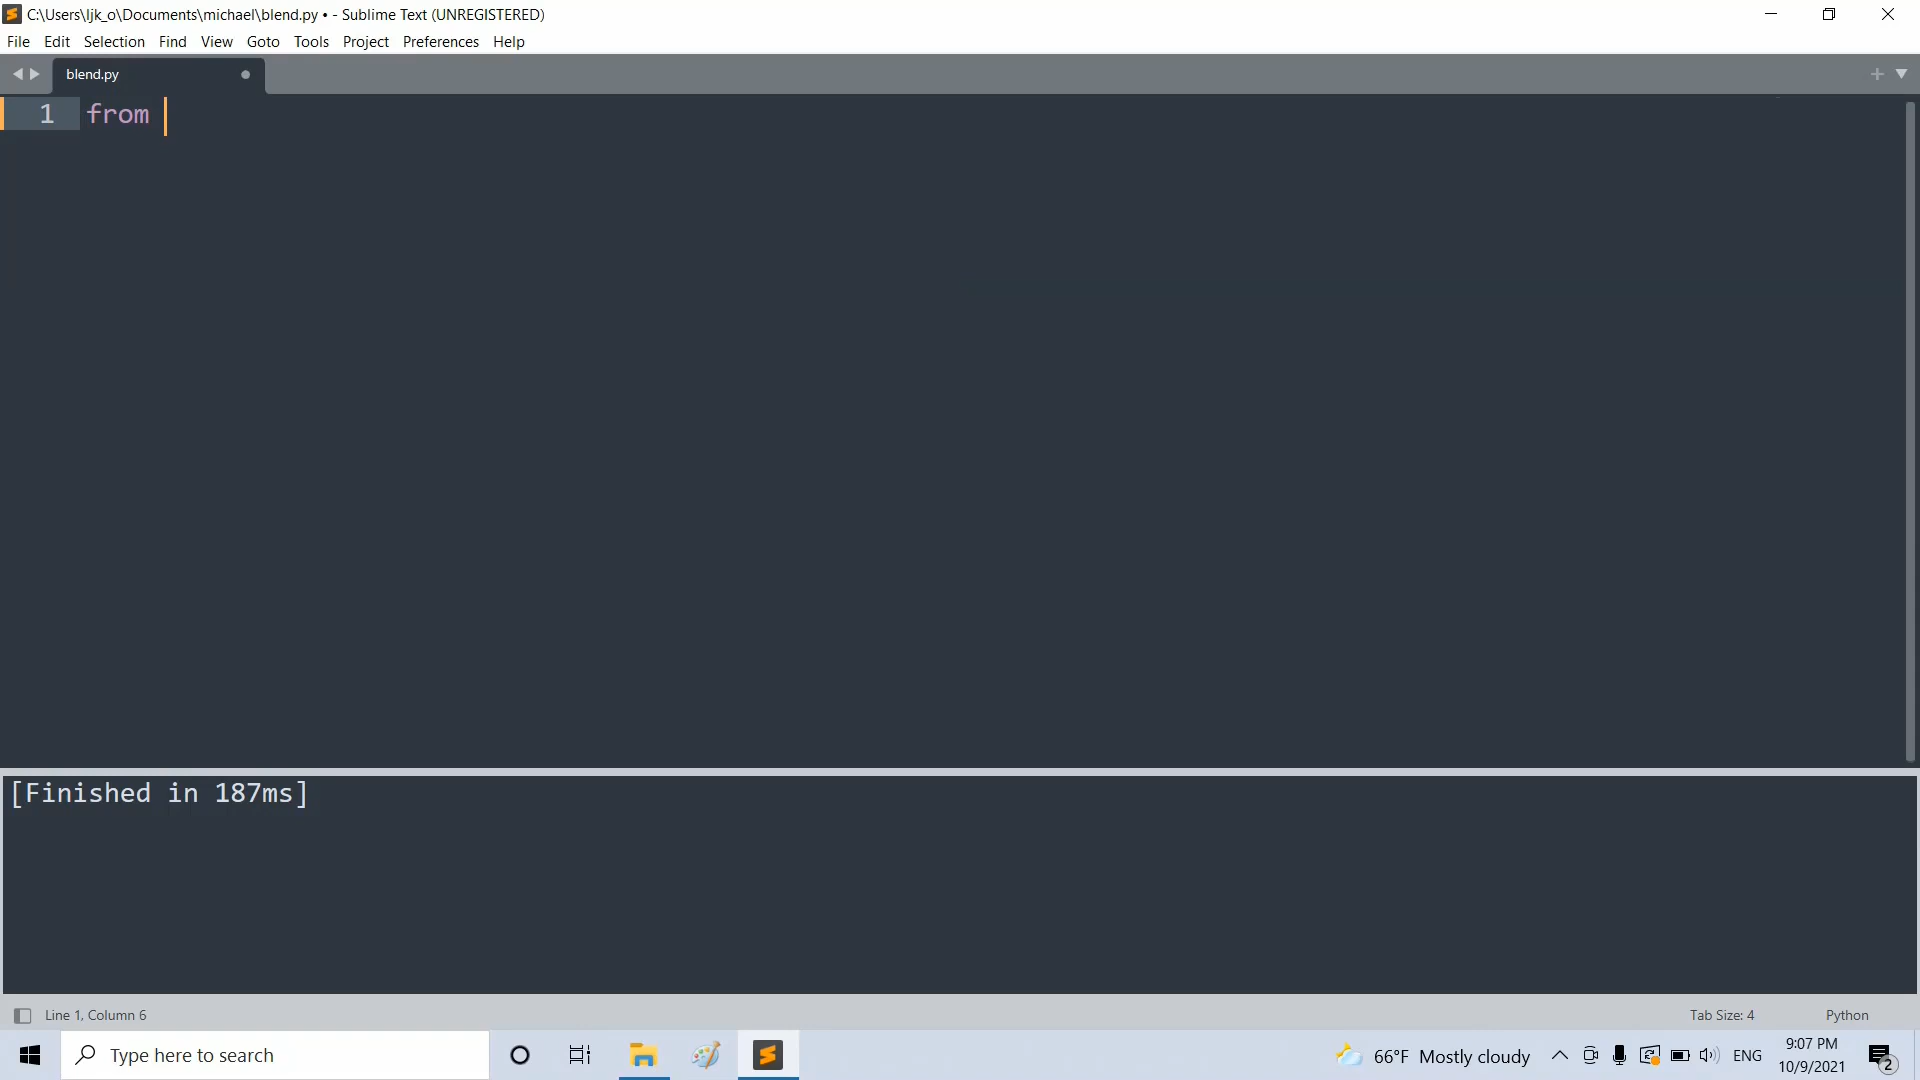 C:\Users\ljk_o\Documents\michael\blend.py • - Sublime Text (UNREGISTERED)
File Edit Selection Find View Goto Tools Project Preferences Help
blend.py
1 from
[Finished in 187ms]
Line 1, Column 6 Tab Size: 4 Python
Type here to search 66°F Mostly cloudy ENG 9:07 PM
10/9/2021 2